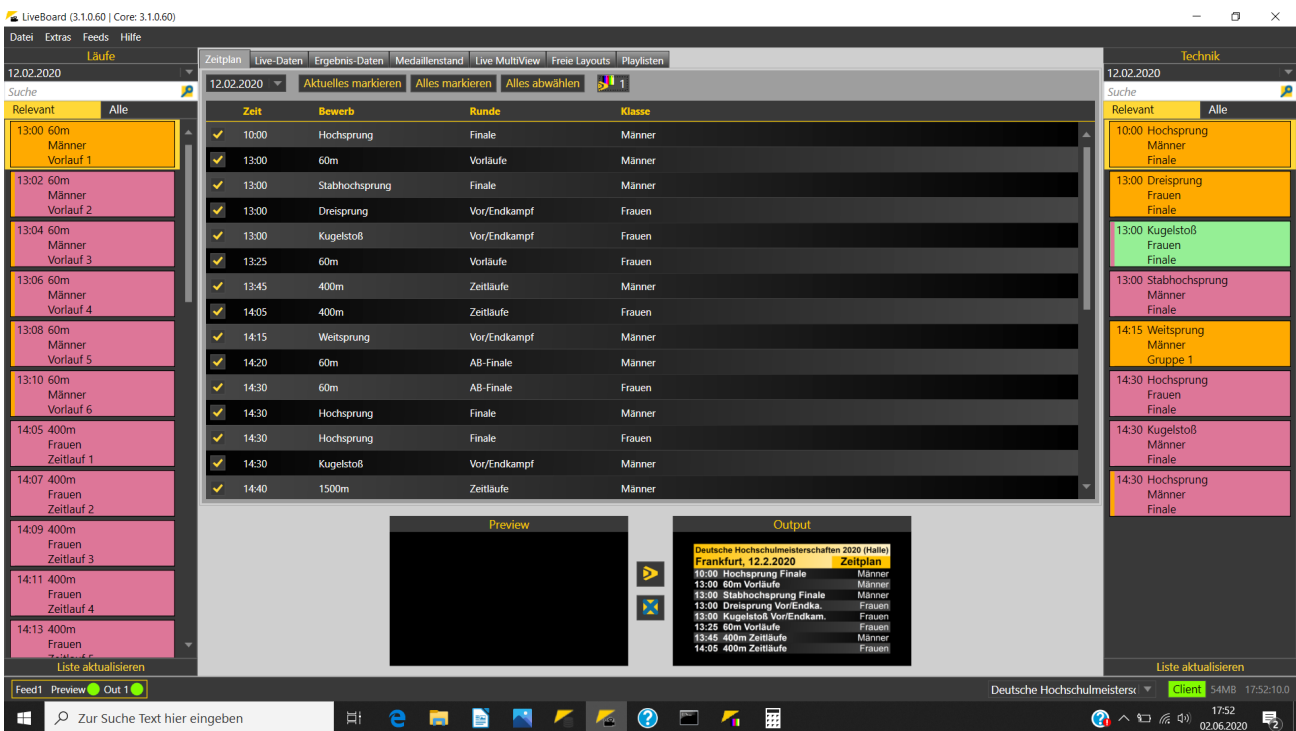 LiveBoard (3.1.0.60 | Core: 3.1.0.60)
Datei Extras Feeds Hilfe
Läufe
12.02.2020
Suche
Relevant Alle
13:00 60m
Männer
Vorlauf 1
13:02 60m
Männer
Vorlauf 2
13:04 60m
Männer
Vorlauf 3
13:06 60m
Männer
Vorlauf 4
13:08 60m
Männer
Vorlauf 5
13:10 60m
Männer
Vorlauf 6
14:05 400m
Frauen
Zeitlauf 1
14:07 400m
Frauen
Zeitlauf 2
14:09 400m
Frauen
Zeitlauf 3
14:11 400m
Frauen
Zeitlauf 4
14:13 400m
Frauen
Liste aktualisieren
Zeitplan Live-Daten Ergebnis-Daten Medaillenstand Live MultiView Freie Layouts Playlisten
12.02.2020 Aktuelles markieren Alles markieren Alles abwählen 1
Zeit Bewerb Runde Klasse
10:00 Hochsprung Finale Männer
13:00 60m Vorläufe Männer
13:00 Stabhochsprung Finale Männer
13:00 Dreisprung Vor/Endkampf Frauen
13:00 Kugelstoß Vor/Endkampf Frauen
13:25 60m Vorläufe Frauen
13:45 400m Zeitläufe Männer
14:05 400m Zeitläufe Frauen
14:15 Weitsprung Vor/Endkampf Männer
14:20 60m AB-Finale Männer
14:30 60m AB-Finale Frauen
14:30 Hochsprung Finale Männer
14:30 Hochsprung Finale Frauen
14:30 Kugelstoß Vor/Endkampf Männer
14:40 1500m Zeitläufe Männer
Preview
Output
Deutsche Hochschulmeisterschaften 2020 (Halle)
Frankfurt, 12.2.2020 Zeitplan
10:00 Hochsprung Finale Männer
13:00 60m Vorläufe Männer
13:00 Stabhochsprung Finale Männer
13:00 Dreisprung Vor/Endka. Frauen
13:00 Kugelstoß Vor/Endkam. Frauen
13:25 60m Vorläufe Frauen
13:45 400m Zeitläufe Männer
14:05 400m Zeitläufe Frauen
Technik
12.02.2020
Suche
Relevant Alle
10:00 Hochsprung
Männer
Finale
13:00 Dreisprung
Frauen
Finale
13:00 Kugelstoß
Frauen
Finale
13:00 Stabhochsprung
Männer
Finale
14:15 Weitsprung
Männer
Gruppe 1
14:30 Hochsprung
Frauen
Finale
14:30 Kugelstoß
Männer
Finale
14:30 Hochsprung
Männer
Finale
Liste aktualisieren
Feed1 Preview Out 1
Deutsche Hochschulmeistersc Client 54MB 17:52:10.0
Zur Suche Text hier eingeben
17:52
02.06.2020
2